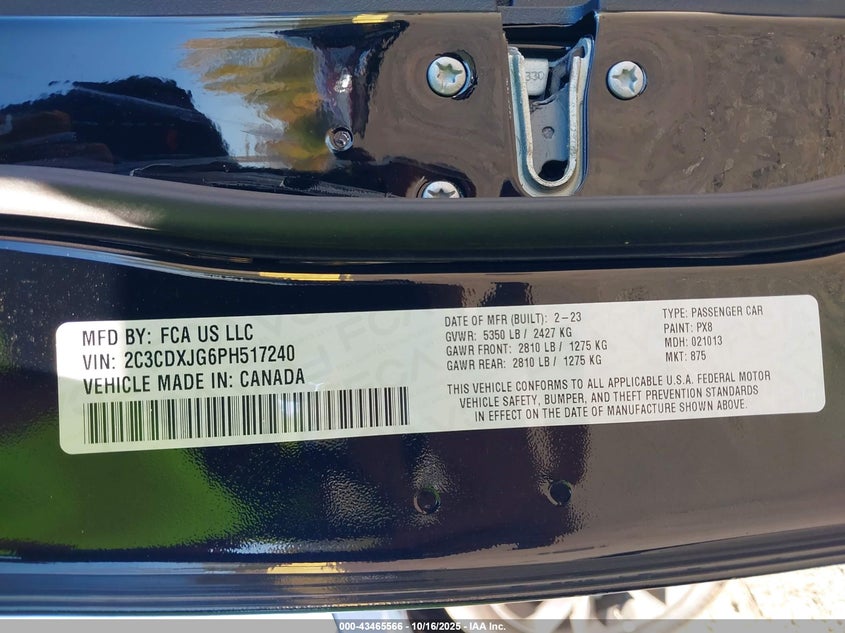 330
MFD BY: FCA US LLC
VIN: 2C3CDXJG6PH517240
VEHICLE MADE IN: CANADA
DATE OF MFR (BUILT): 2-23
GVWR: 5350 LB / 2427 KG
GAWR FRONT: 2810 LB / 1275 KG
GAWR REAR: 2810 LB / 1275 KG
TYPE: PASSENGER CAR
PAINT: PX8
MDH: 021013
MKT: 875
THIS VEHICLE CONFORMS TO ALL APPLICABLE U.S.A. FEDERAL MOTOR
VEHICLE SAFETY, BUMPER, AND THEFT PREVENTION STANDARDS
IN EFFECT ON THE DATE OF MANUFACTURE SHOWN ABOVE.
000-43465566 - 10/16/2025 - IAA Inc.